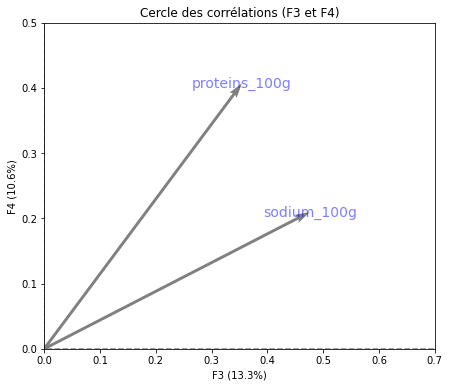 Cercle des corrélations (F3 et F4)
0.5
0.4
0.3
0.2
0.1
0.0
F4 (10.6%)
proteins_100g
sodium_100g
0.0 0.1 0.2 0.3 0.4 0.5 0.6 0.7
F3 (13.3%)